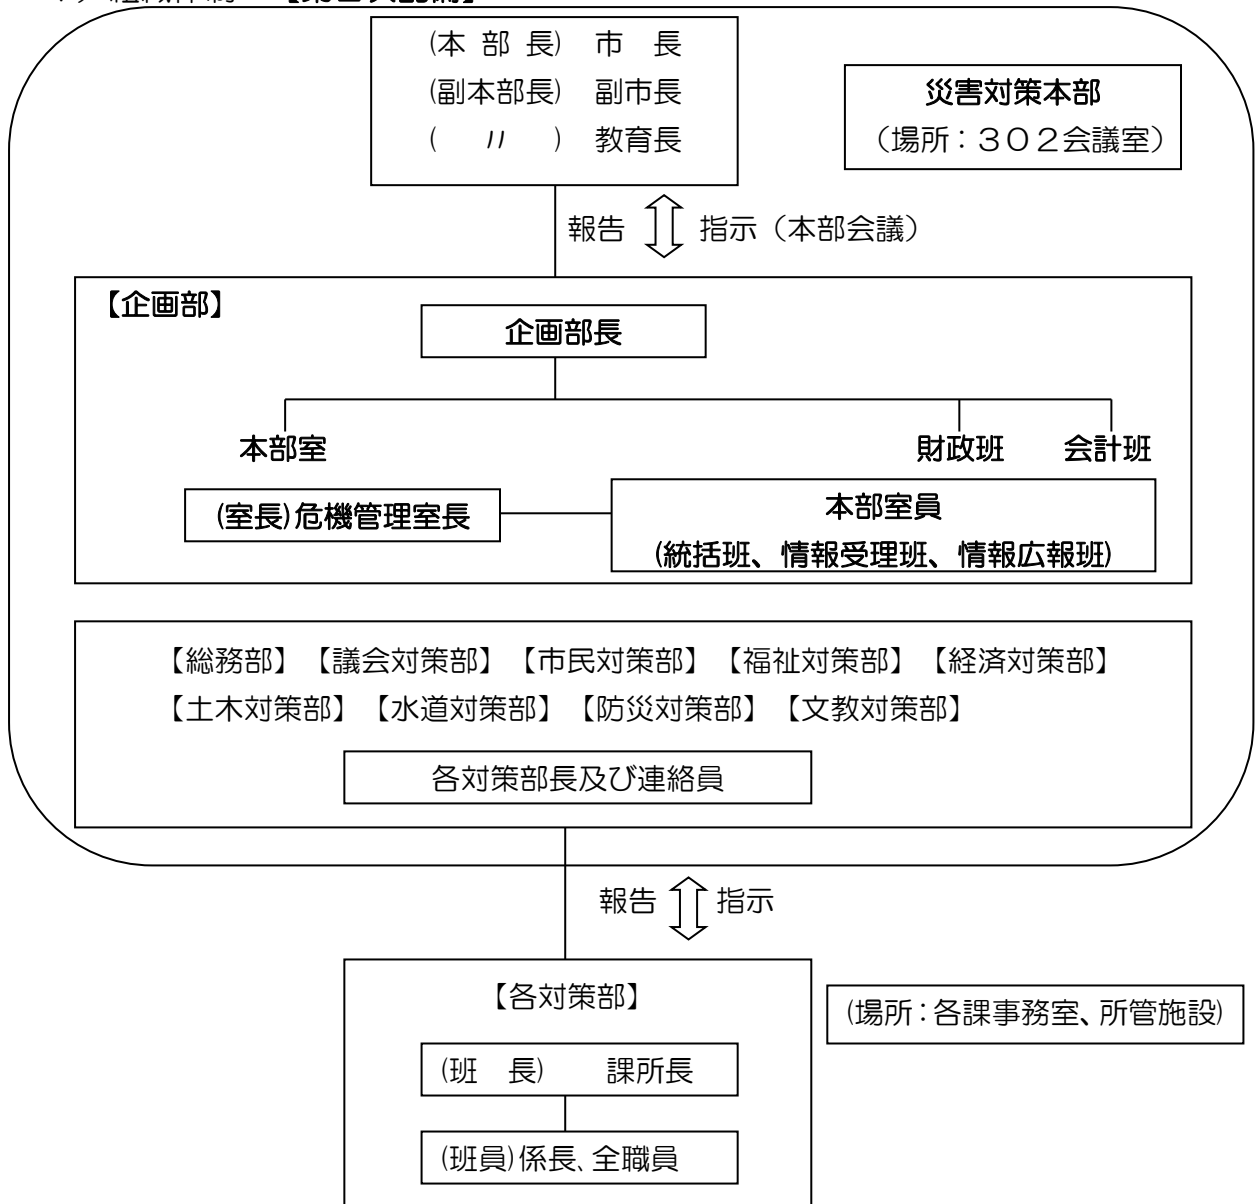 (本 部 長) 市 長
(副本部長) 副市長
( 〃 ) 教育長
災害対策本部
（場所：３０２会議室）
報告 指示（本部会議）
【企画部】
企画部長
本部室 財政班 会計班
(室長)危機管理室長
本部室員
(統括班、情報受理班、情報広報班)
【総務部】【議会対策部】【市民対策部】【福祉対策部】【経済対策部】
【土木対策部】【水道対策部】【防災対策部】【文教対策部】
各対策部長及び連絡員
報告 指示
【各対策部】
(場所：各課事務室、所管施設)
(班 長) 課所長
(班員)係長、全職員